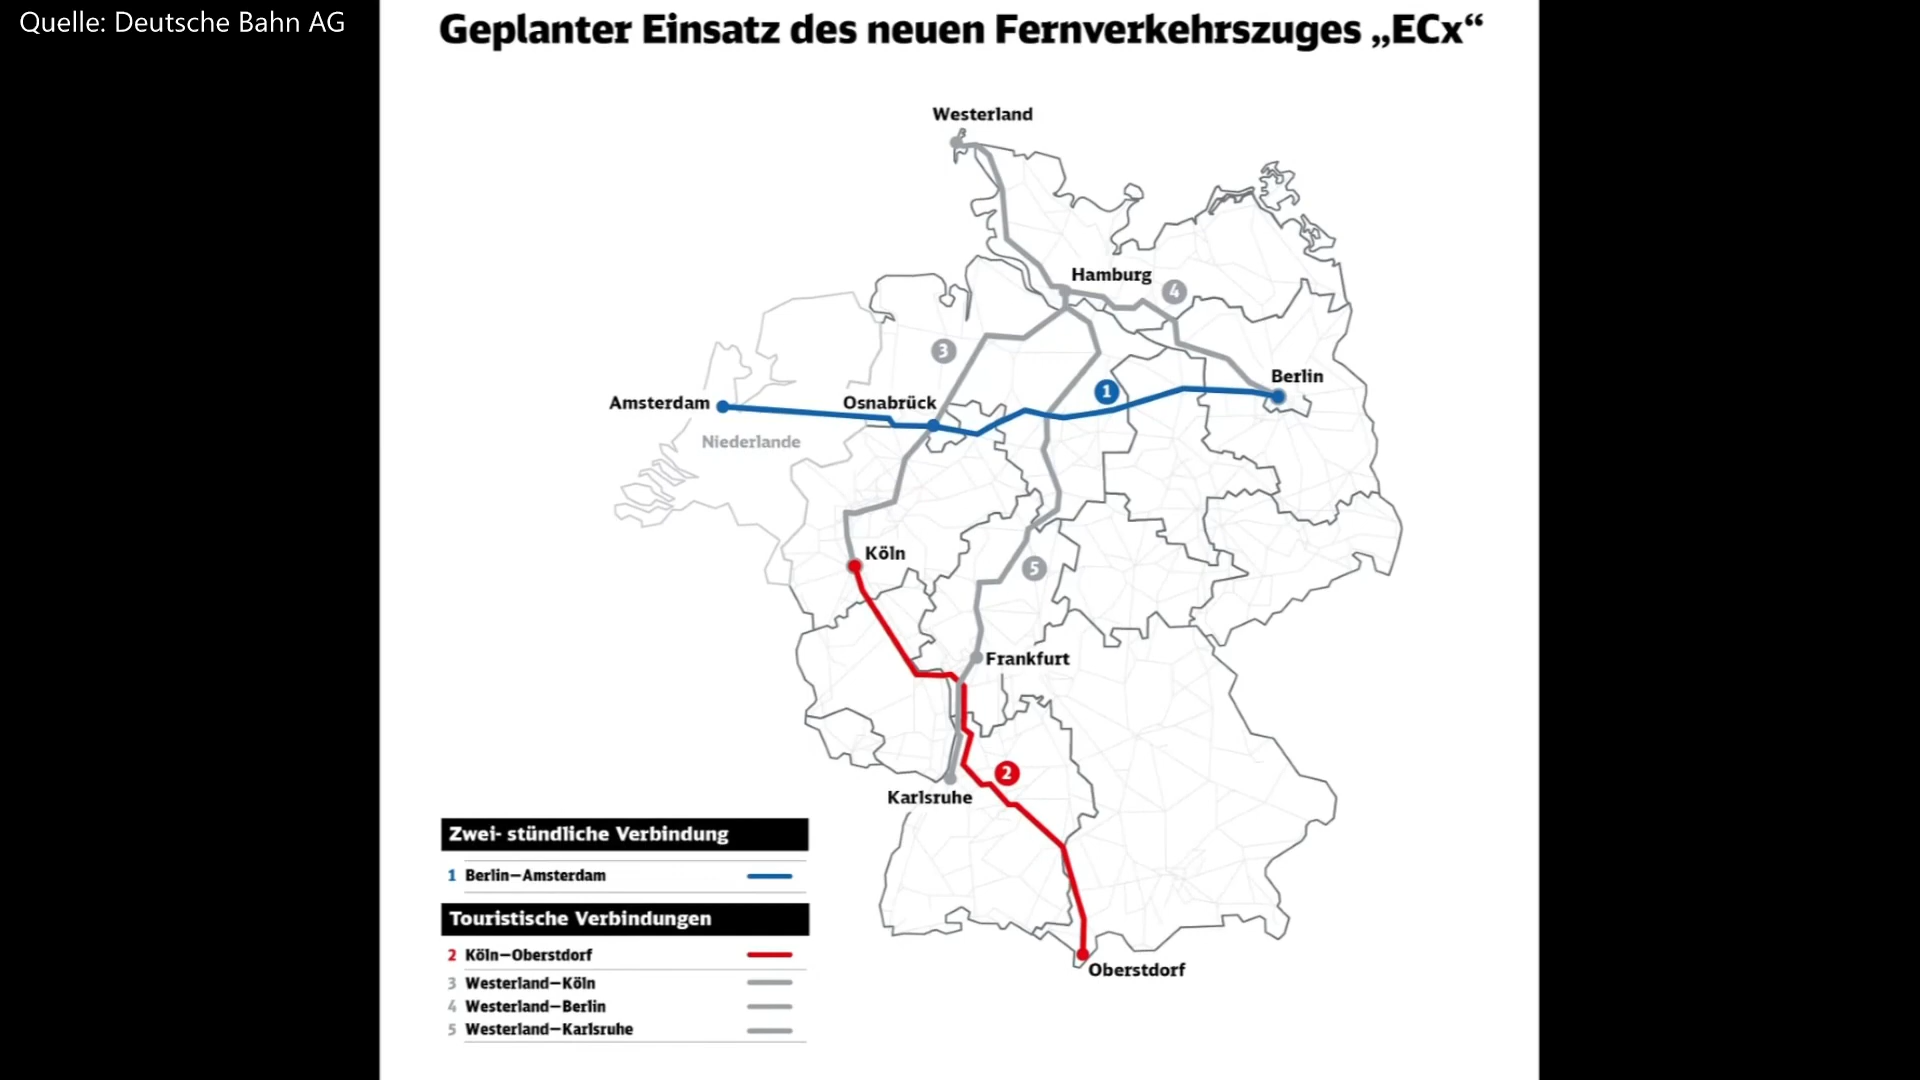 Quelle: Deutsche Bahn AG
Geplanter Einsatz des neuen Fernverkehrszuges „ECx“
Westerland
Hamburg
4
3
Berlin
1
Amsterdam
Osnabrück
Niederlande
Köln
5
Frankfurt
2
Karlsruhe
Oberstdorf
Zwei- stündliche Verbindung
1 Berlin—Amsterdam
Touristische Verbindungen
2 Köln—Oberstdorf
3 Westerland—Köln
4 Westerland—Berlin
5 Westerland—Karlsruhe